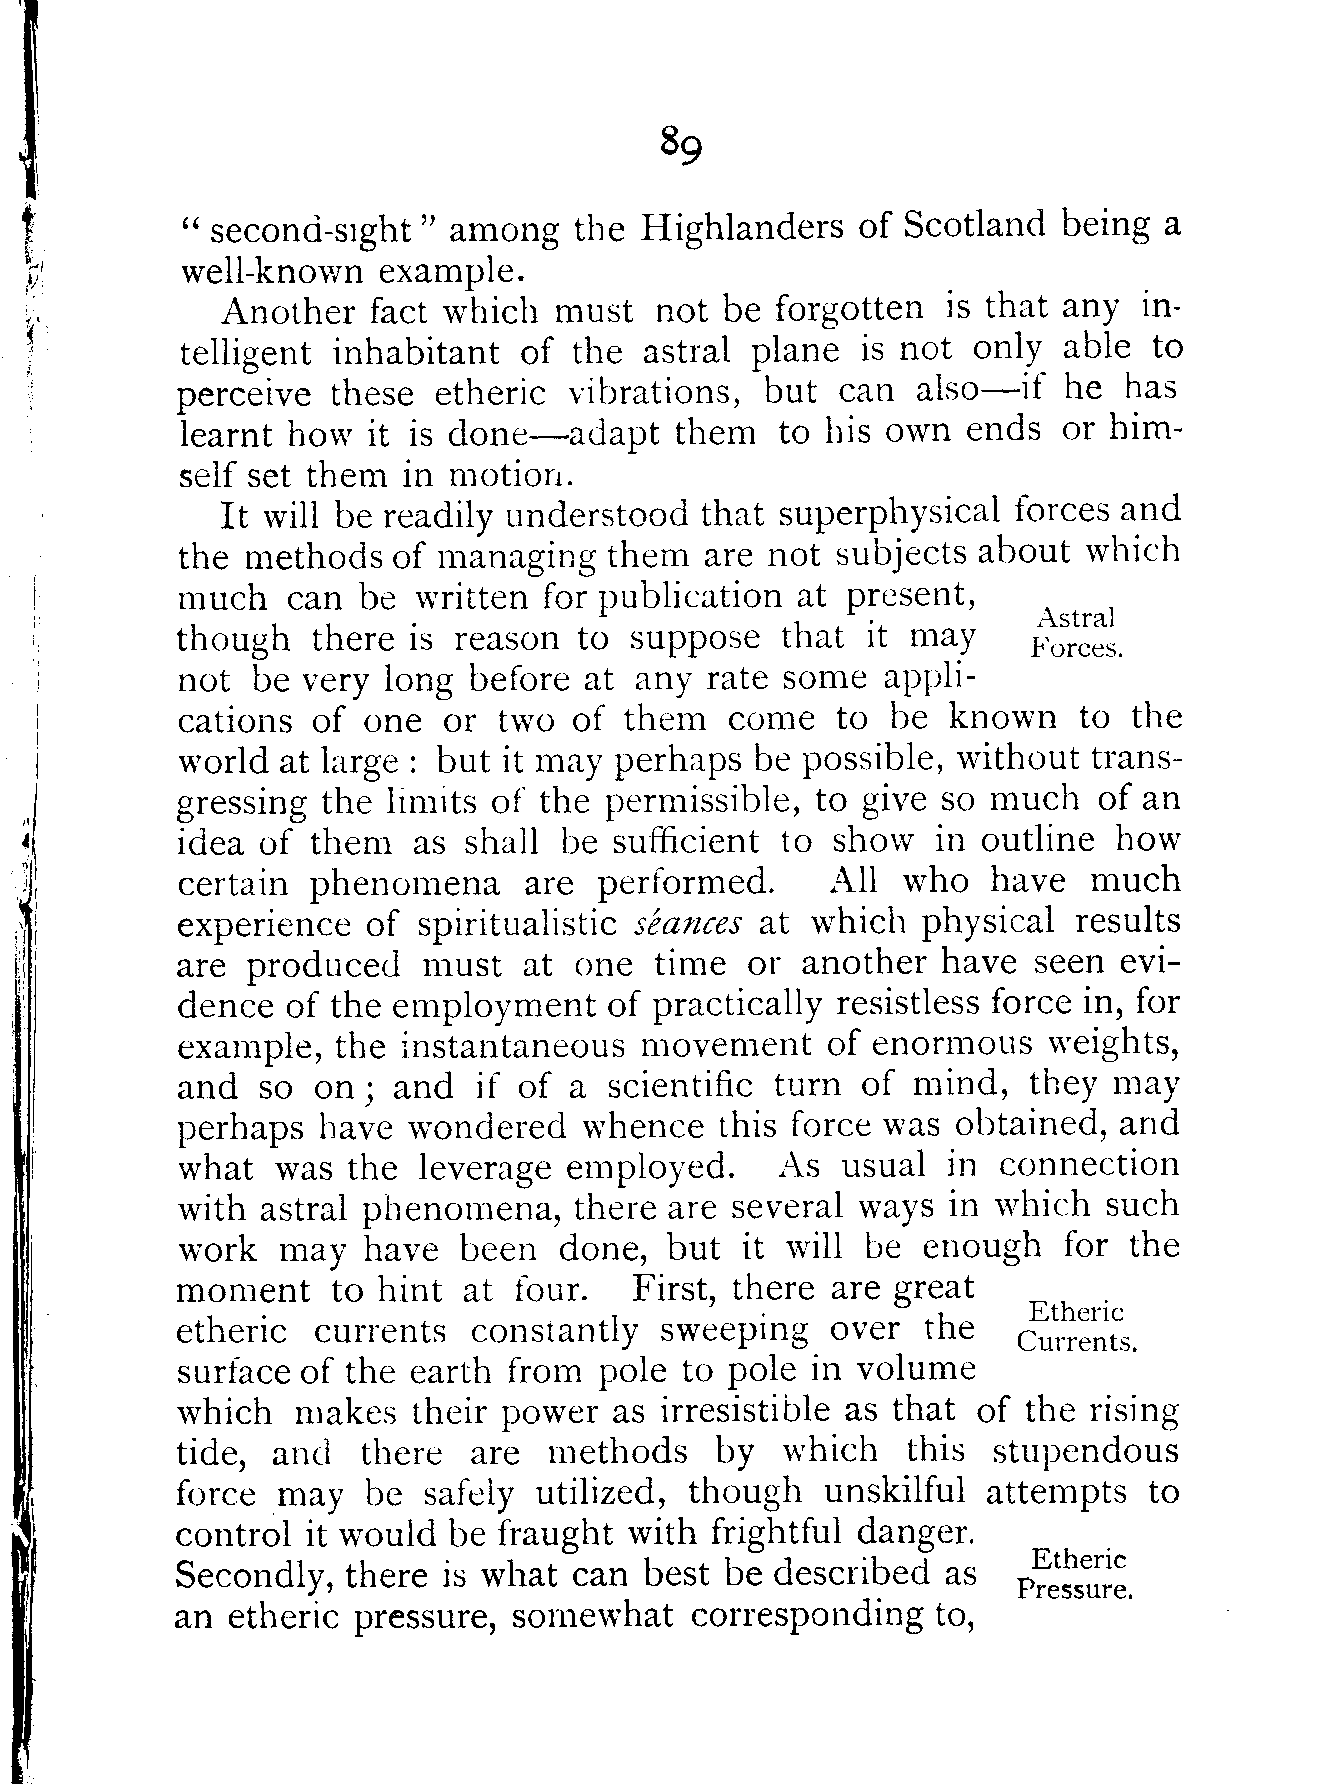 89
“ second-sight ” among the Highlanders of Scotland being a
well-known example.
Another fact which must not be forgotten is that any in-
telligent inhabitant of the astral plane is not only able to
perceive these etheric vibrations, but can also—if he has
learnt how it is done—adapt them to his own ends or him-
self set them in motion.
It will be readily understood that superphysical forces and
the methods of managing them are not subjects about which
much can be written for publication at present,
though there is reason to suppose that it may
not be very long before at any rate some appli-
Astral
Forces.
cations of one or two of them come to be known to the
world at large : but it may perhaps be possible, without trans-
gressing the limits of the permissible, to give so much of an
idea of them as shall be sufficient to show in outline how
certain phenomena are performed. All who have much
experience of spiritualistic séances at which physical results
are produced must at one time or another have seen evi-
dence of the employment of practically resistless force in, for
example, the instantaneous movement of enormous weights,
and so on ; and if of a scientific turn of mind, they may
perhaps have wondered whence this force was obtained, and
what was the leverage employed. As usual in connection
with astral phenomena, there are several ways in which such
work may have been done, but it will be enough for the
moment to hint at four. First, there are great
etheric currents constantly sweeping over the
surface of the earth from pole to pole in volume
Etheric
Currents.
which makes their power as irresistible as that of the rising
tide, and there are methods by which this stupendous
force may be safely utilized, though unskilful attempts to
control it would be fraught with frightful danger.
Secondly, there is what can best be described as
an etheric pressure, somewhat corresponding to,
Etheric
Pressure.